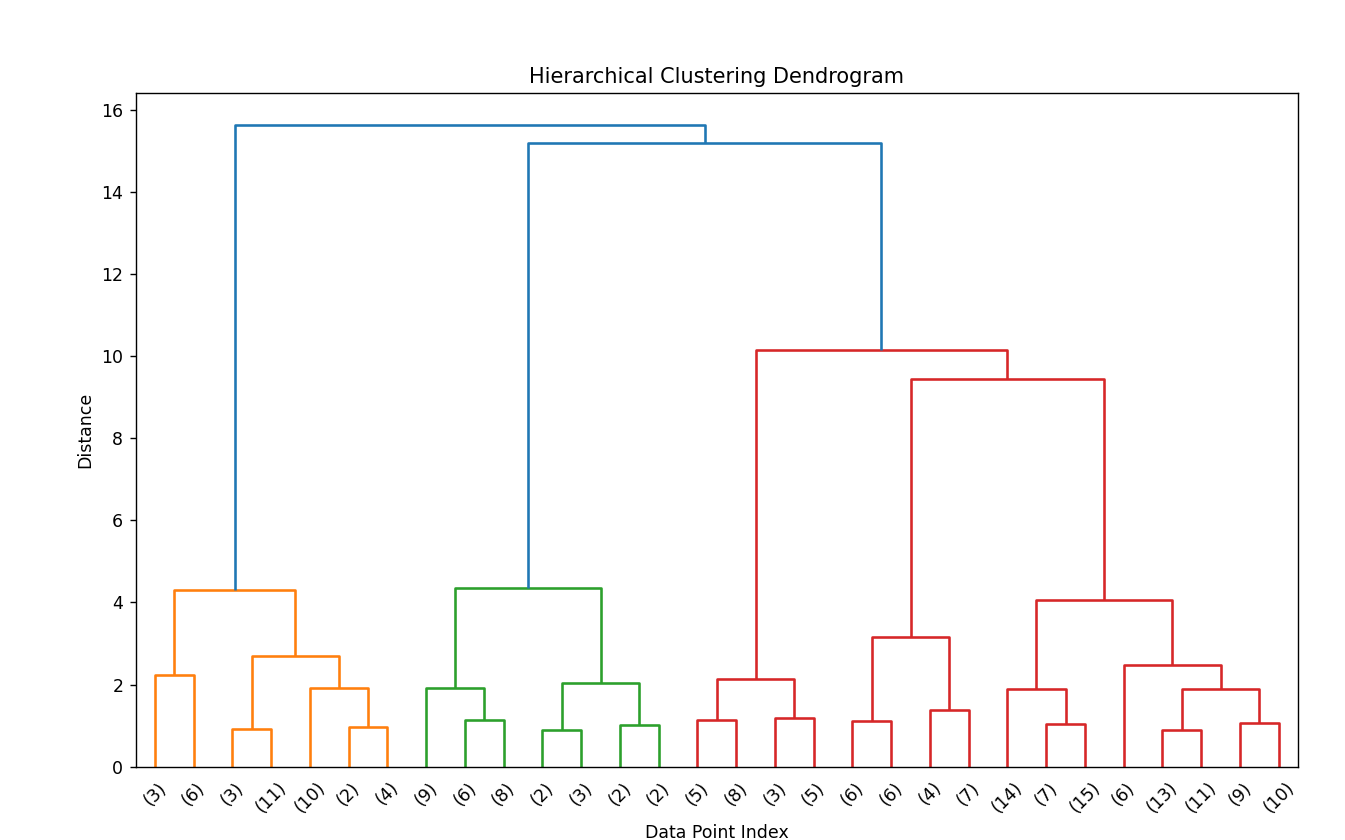 Hierarchical Clustering Dendrogram
16
14
12
10
8
6
4
2
0
Distance
(3) (6) (3) (11) (10) (2) (4) (9) (6) (8) (2) (3) (2) (2) (5) (8) (3) (5) (6) (6) (4) (7) (14) (7) (15) (6) (13) (11) (9) (10)
Data Point Index